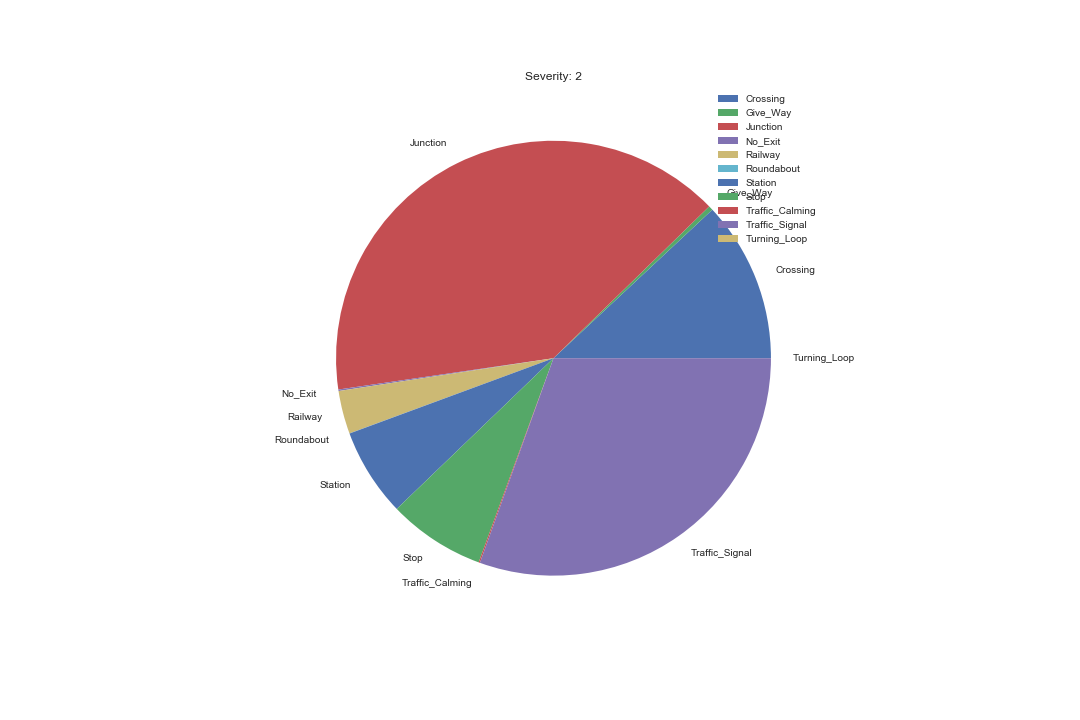 Severity: 2
Crossing
Give_Way
Junction
No_Exit
Railway
Roundabout
Station
Stop
Traffic_Calming
Traffic_Signal
Turning_Loop
Junction
Give_Way
Crossing
Turning_Loop
No_Exit
Railway
Roundabout
Station
Stop
Traffic_Calming
Traffic_Signal